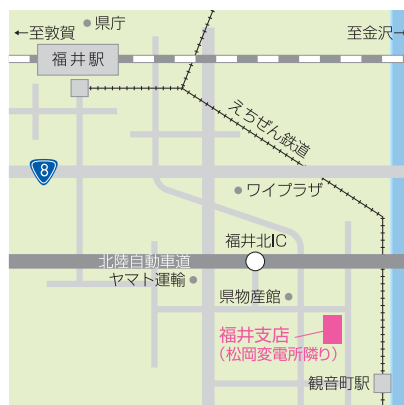 県庁
←至敦賀
至金沢→
福井駅
えちぜん鉄道
8
ワイプラザ
福井北IC
北陸自動車道
ヤマト運輸
県物産館
福井支店
(松岡変電所隣り)
観音町駅